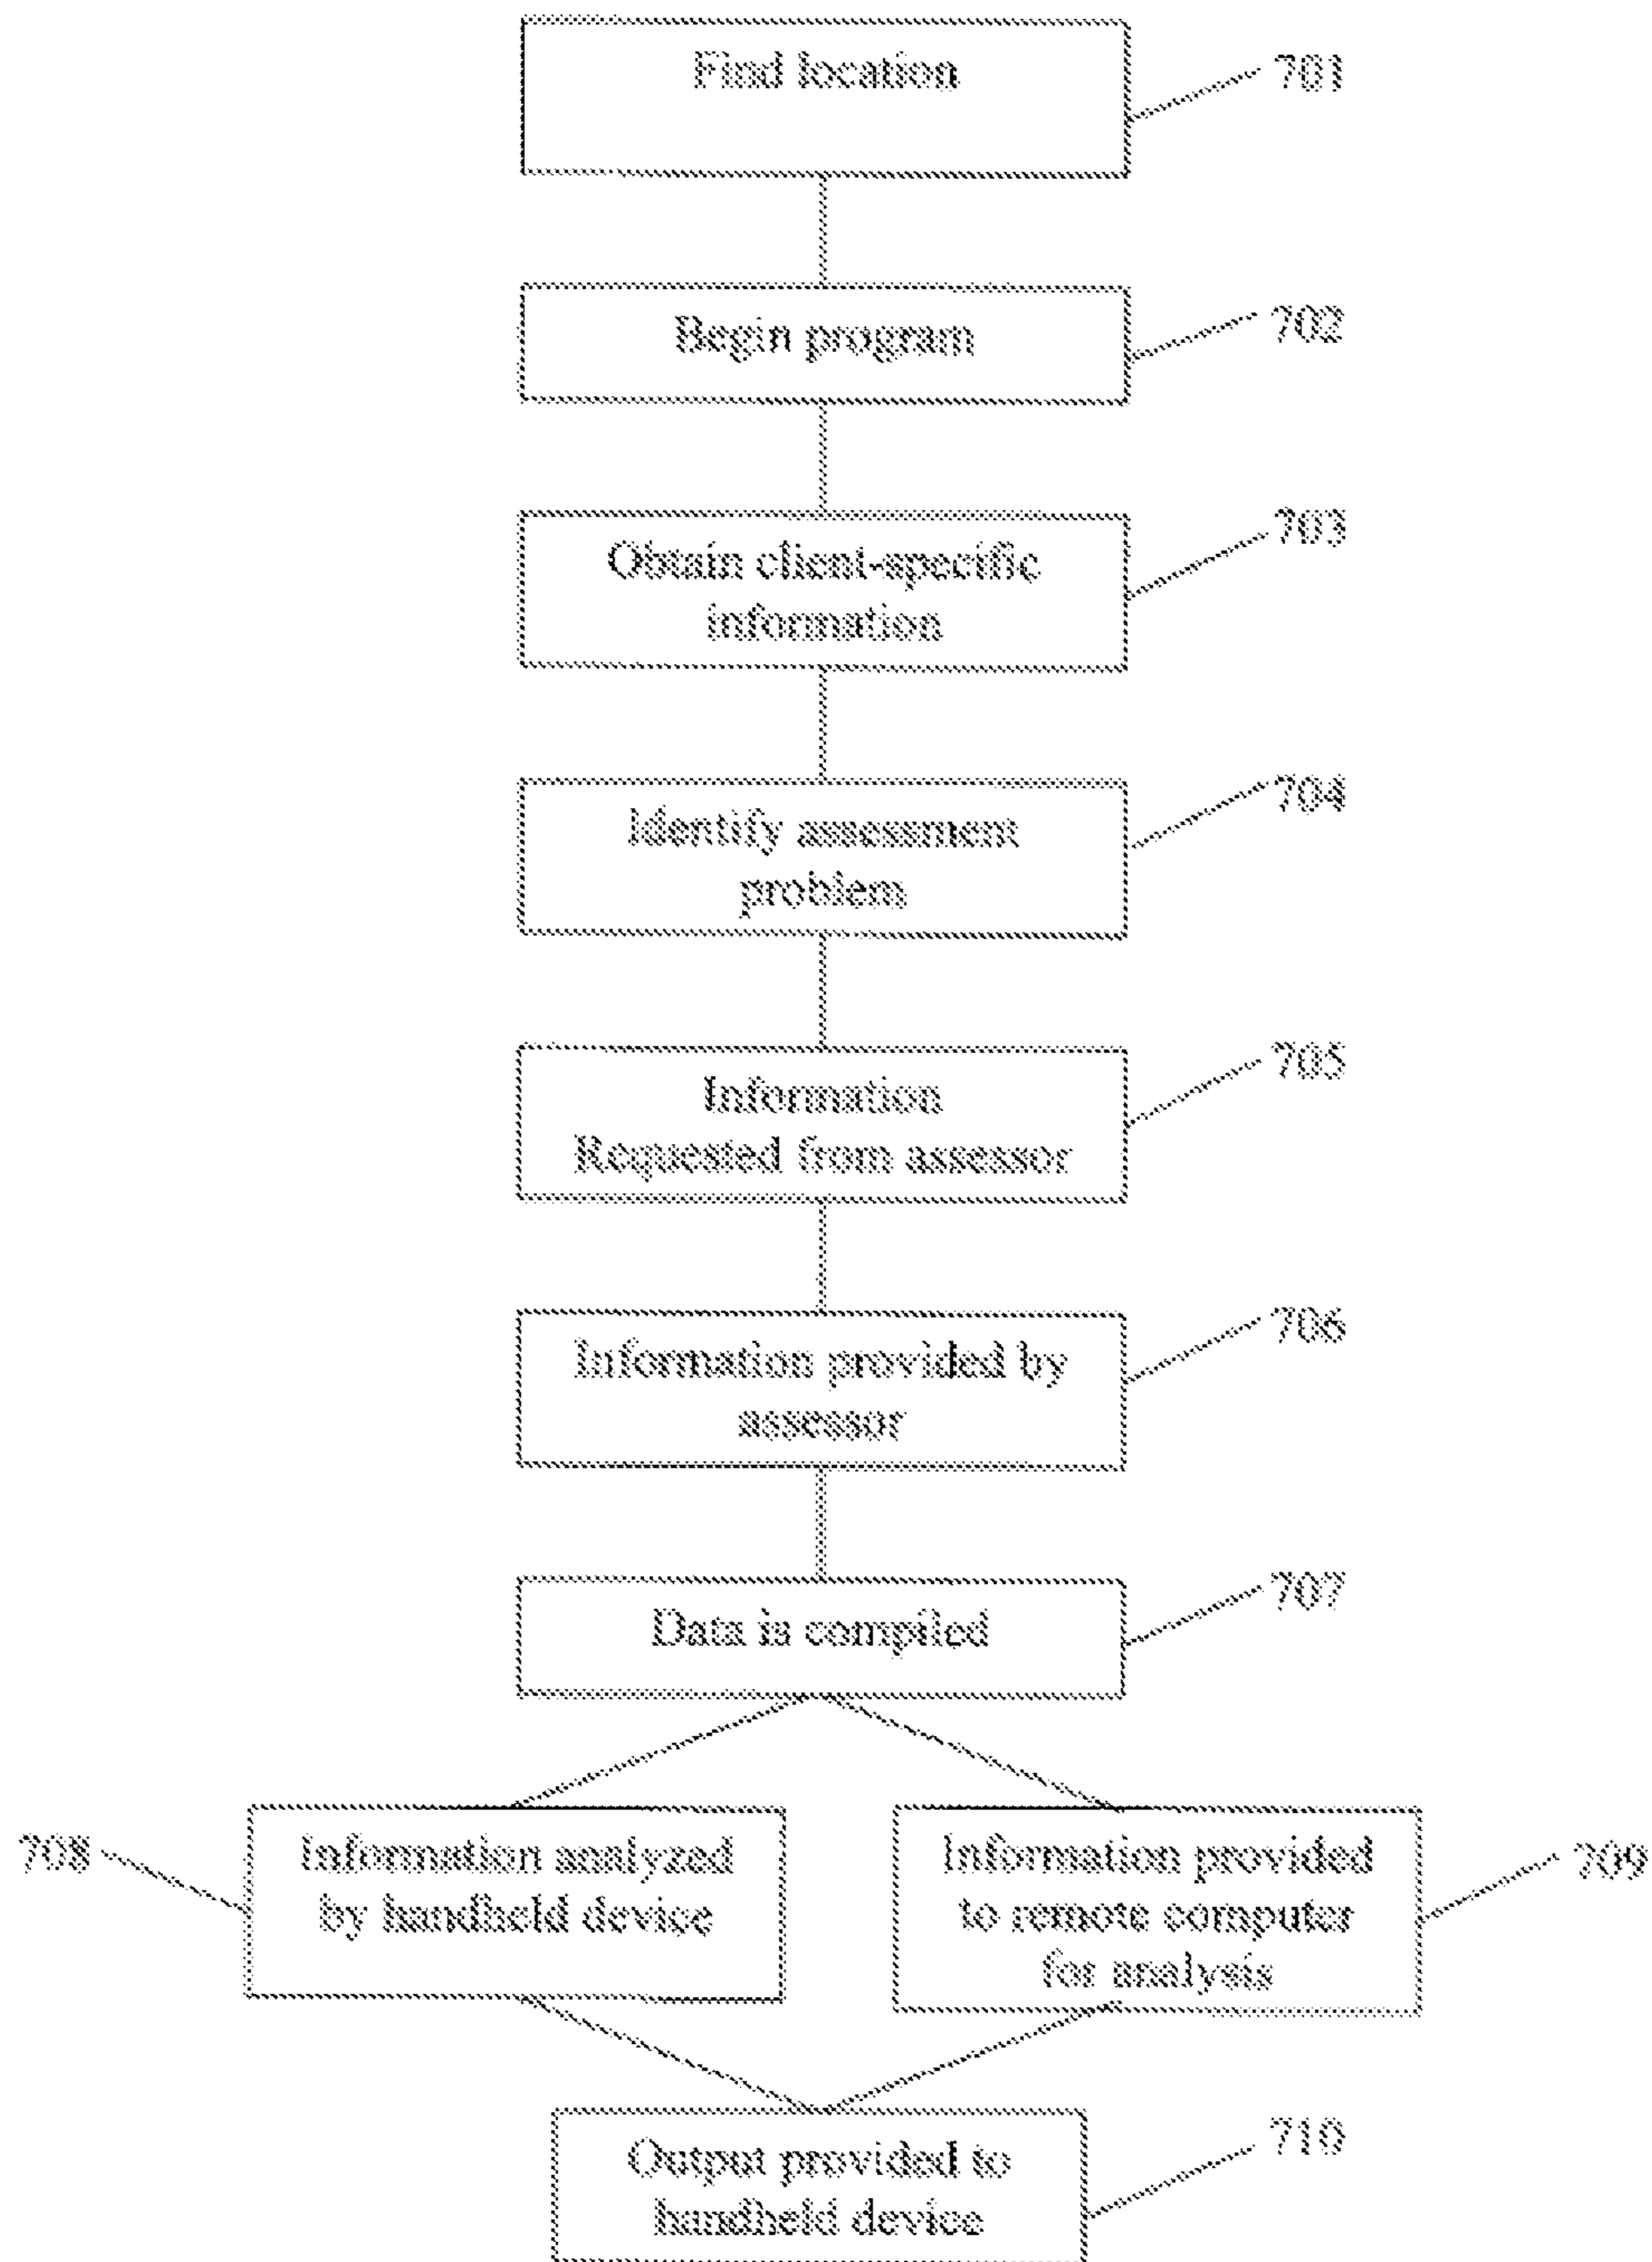 Find location
701
Begin program
702
Obtain client-specific
information
703
Identify assessment
problem
704
Information
Requested from assessor
705
Information provided by
assessor
706
Data is compiled
707
708
Information analyzed
by handheld device
Information provided
to remote computer
for analysis
709
Output provided to
handheld device
710